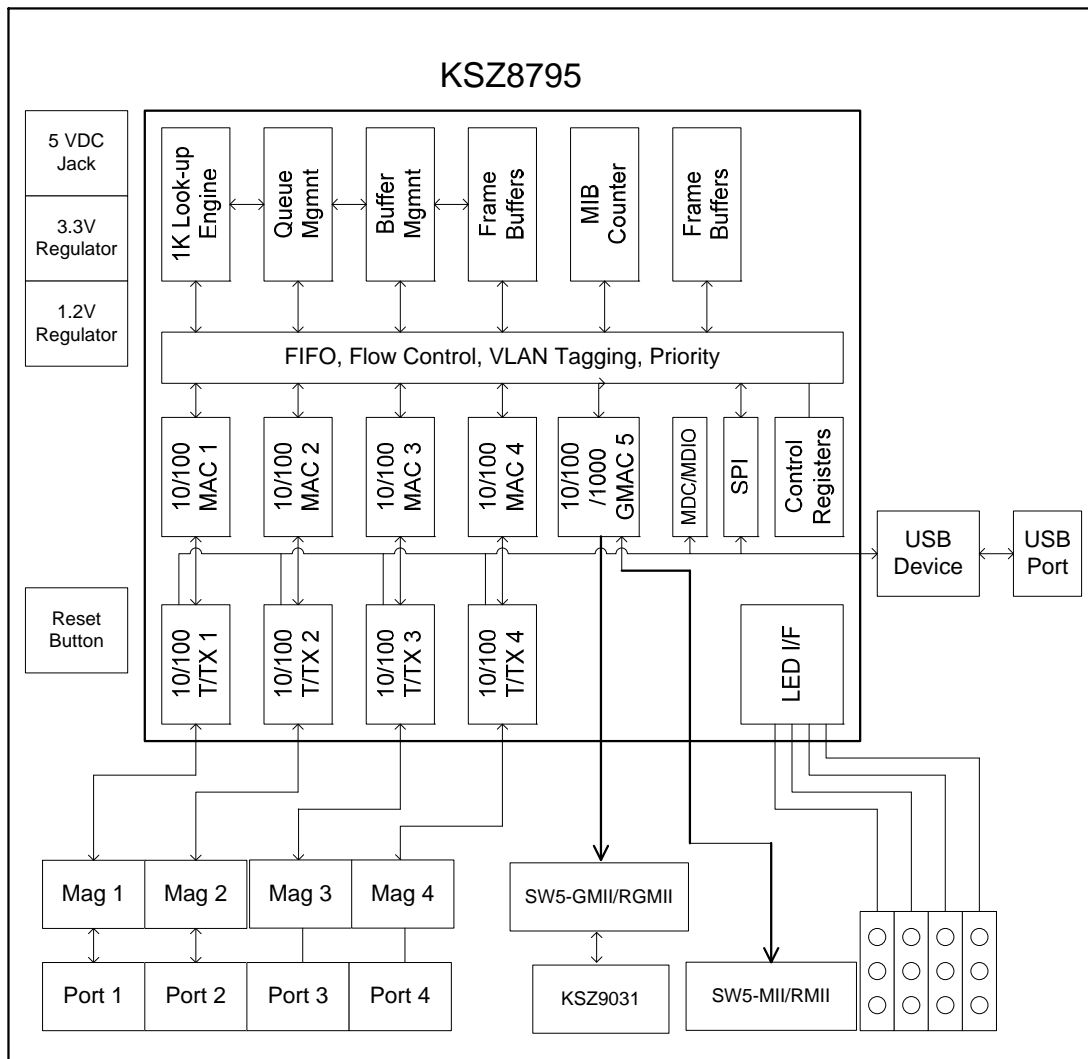 KSZ8795
5 VDC
Jack
3.3V
Regulator
1.2V
Regulator
1K Look-up
Engine
Queue
Mgmnt
Buffer
Mgmnt
Frame
Buffers
MIB
Counter
Frame
Buffers
FIFO, Flow Control, VLAN Tagging, Priority
10/100
MAC 1
10/100
MAC 2
10/100
MAC 3
10/100
MAC 4
10/100
/1000
GMAC 5
MDC/MDIO
SPI
Control
Registers
USB
Device
USB
Port
Reset
Button
10/100
T/TX 1
10/100
T/TX 2
10/100
T/TX 3
10/100
T/TX 4
LED I/F
Mag 1
Mag 2
Mag 3
Mag 4
SW5-GMII/RGMII
Port 1
Port 2
Port 3
Port 4
KSZ9031
SW5-MII/RMII